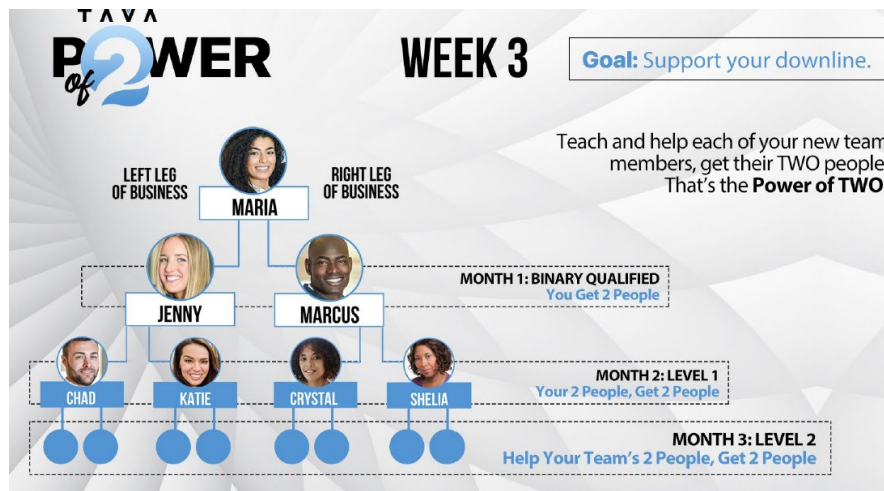 TAVA
POWER
of 2
WEEK 3
Goal: Support your downline.
Teach and help each of your new team
members, get their TWO people
That's the Power of TWO
LEFT LEG
OF BUSINESS
RIGHT LEG
OF BUSINESS
MARIA
MONTH 1: BINARY QUALIFIED
You Get 2 People
JENNY
MARCUS
MONTH 2: LEVEL 1
Your 2 People, Get 2 People
CHAD
KATIE
CRYSTAL
SHELIA
MONTH 3: LEVEL 2
Help Your Team's 2 People, Get 2 People